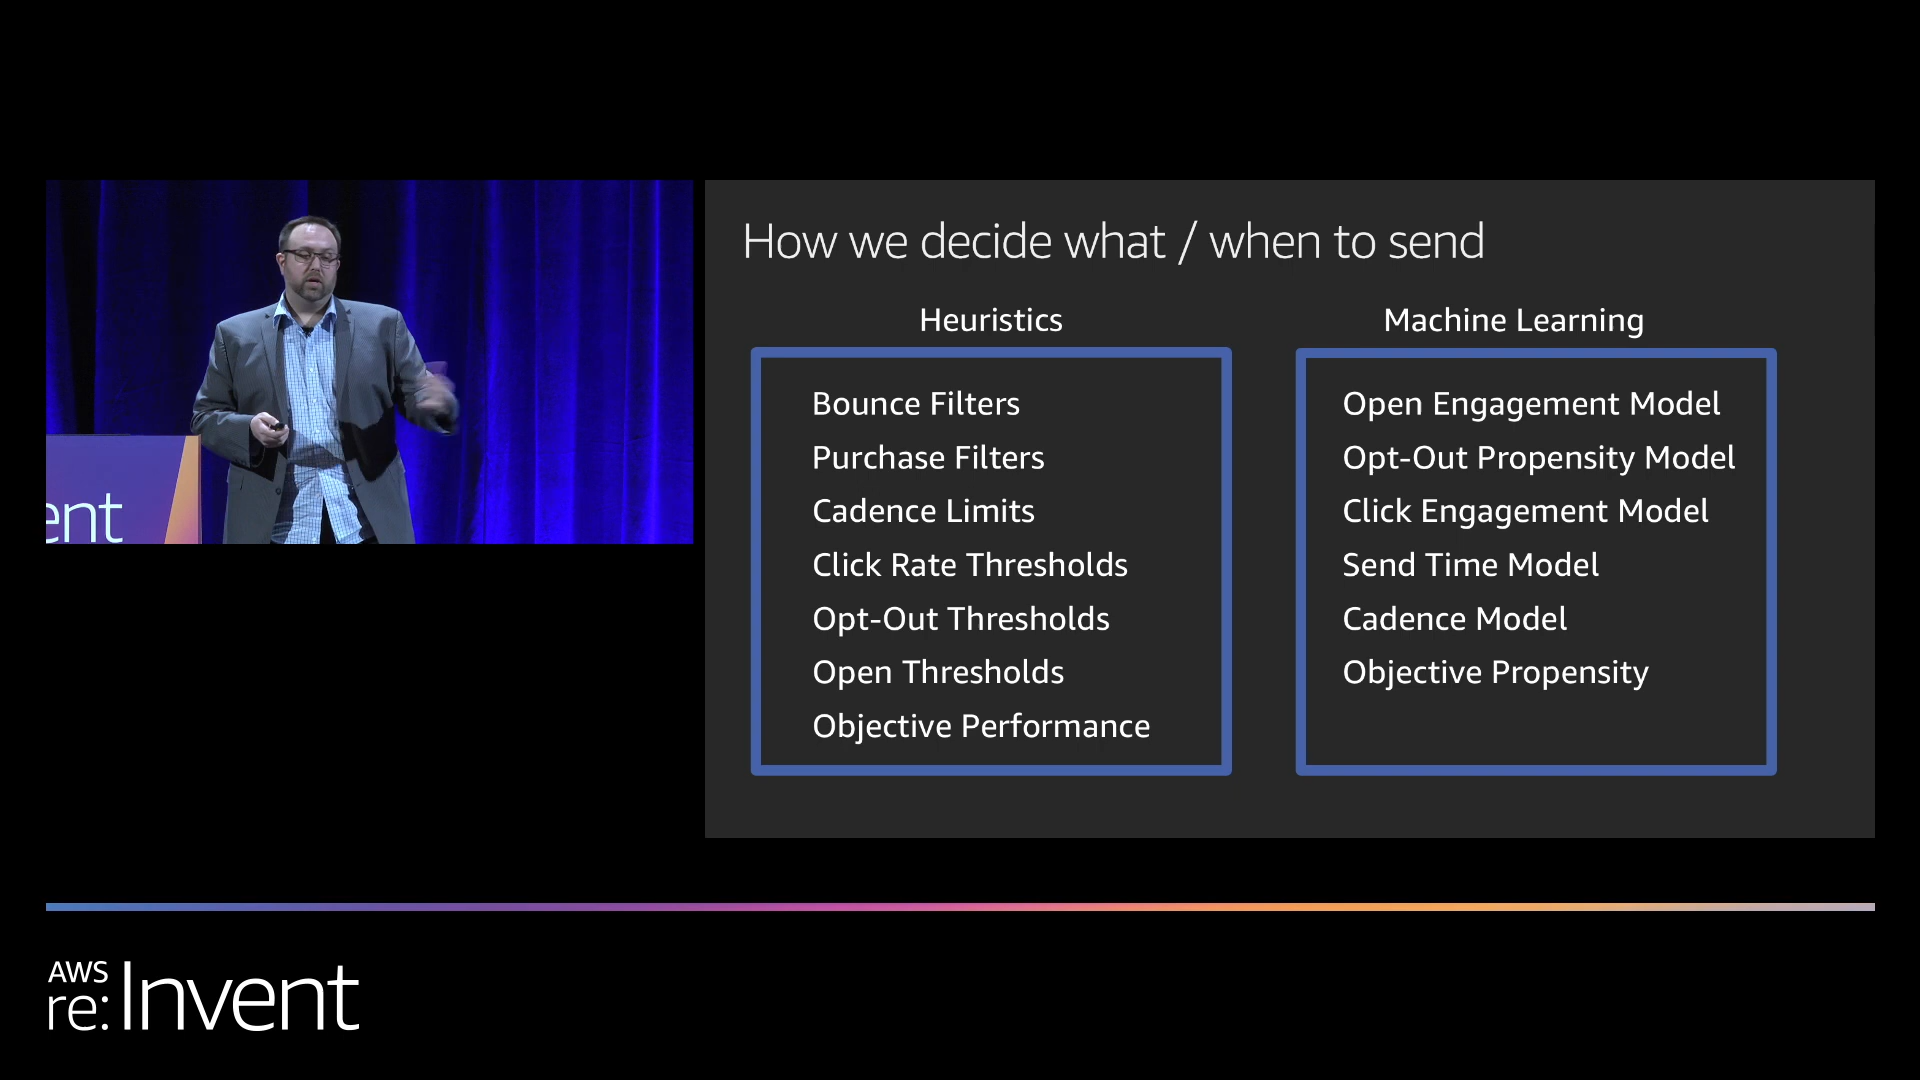 How we decide what / when to send
Heuristics
Bounce Filters
Purchase Filters
Cadence Limits
Click Rate Thresholds
Opt-Out Thresholds
Open Thresholds
Objective Performance
Machine Learning
Open Engagement Model
Opt-Out Propensity Model
Click Engagement Model
Send Time Model
Cadence Model
Objective Propensity
ent
AWS
re:Invent